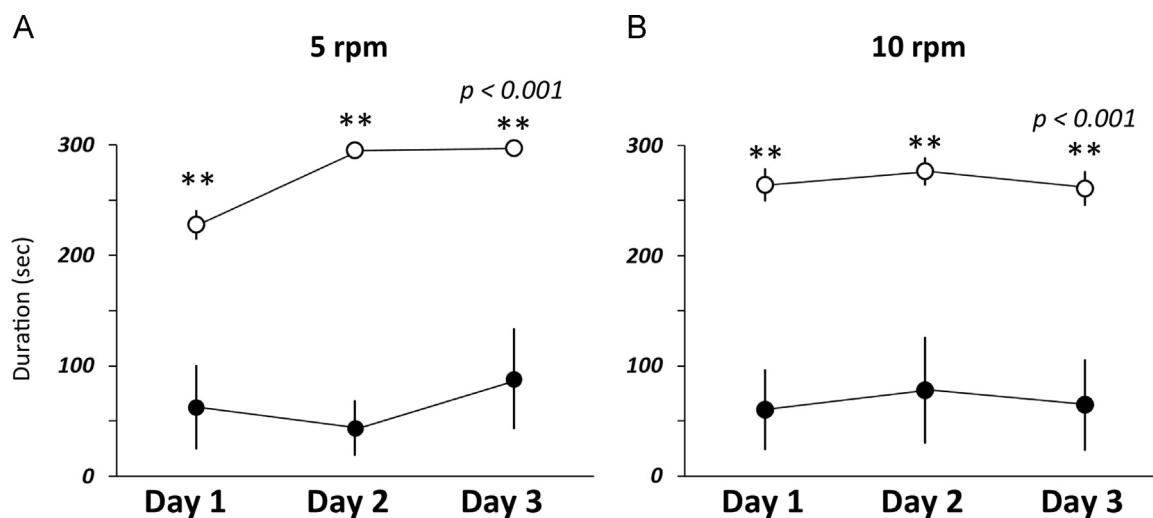 A
5 rpm
p < 0.001
**
**
**
300
200
100
0
Duration (sec)
Day 1
Day 2
Day 3
B
10 rpm
p < 0.001
**
**
**
300
200
100
0
Day 1
Day 2
Day 3